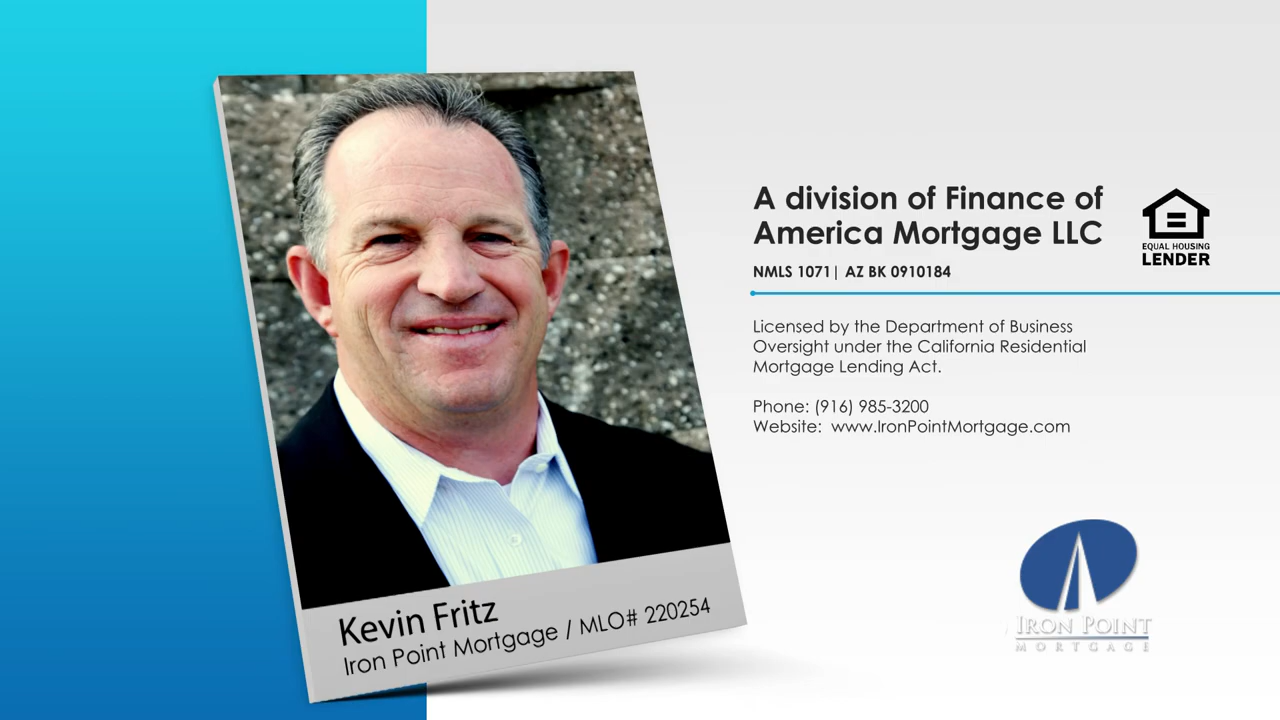 A division of Finance of
America Mortgage LLC
NMLS 1071| AZ BK 0910184
EQUAL HOUSING
LENDER
Licensed by the Department of Business
Oversight under the California Residential
Mortgage Lending Act.
Phone: (916) 985-3200
Website: www.IronPointMortgage.com
Kevin Fritz
Iron Point Mortgage / MLO# 220254
IRON POINT
MORTGAGE